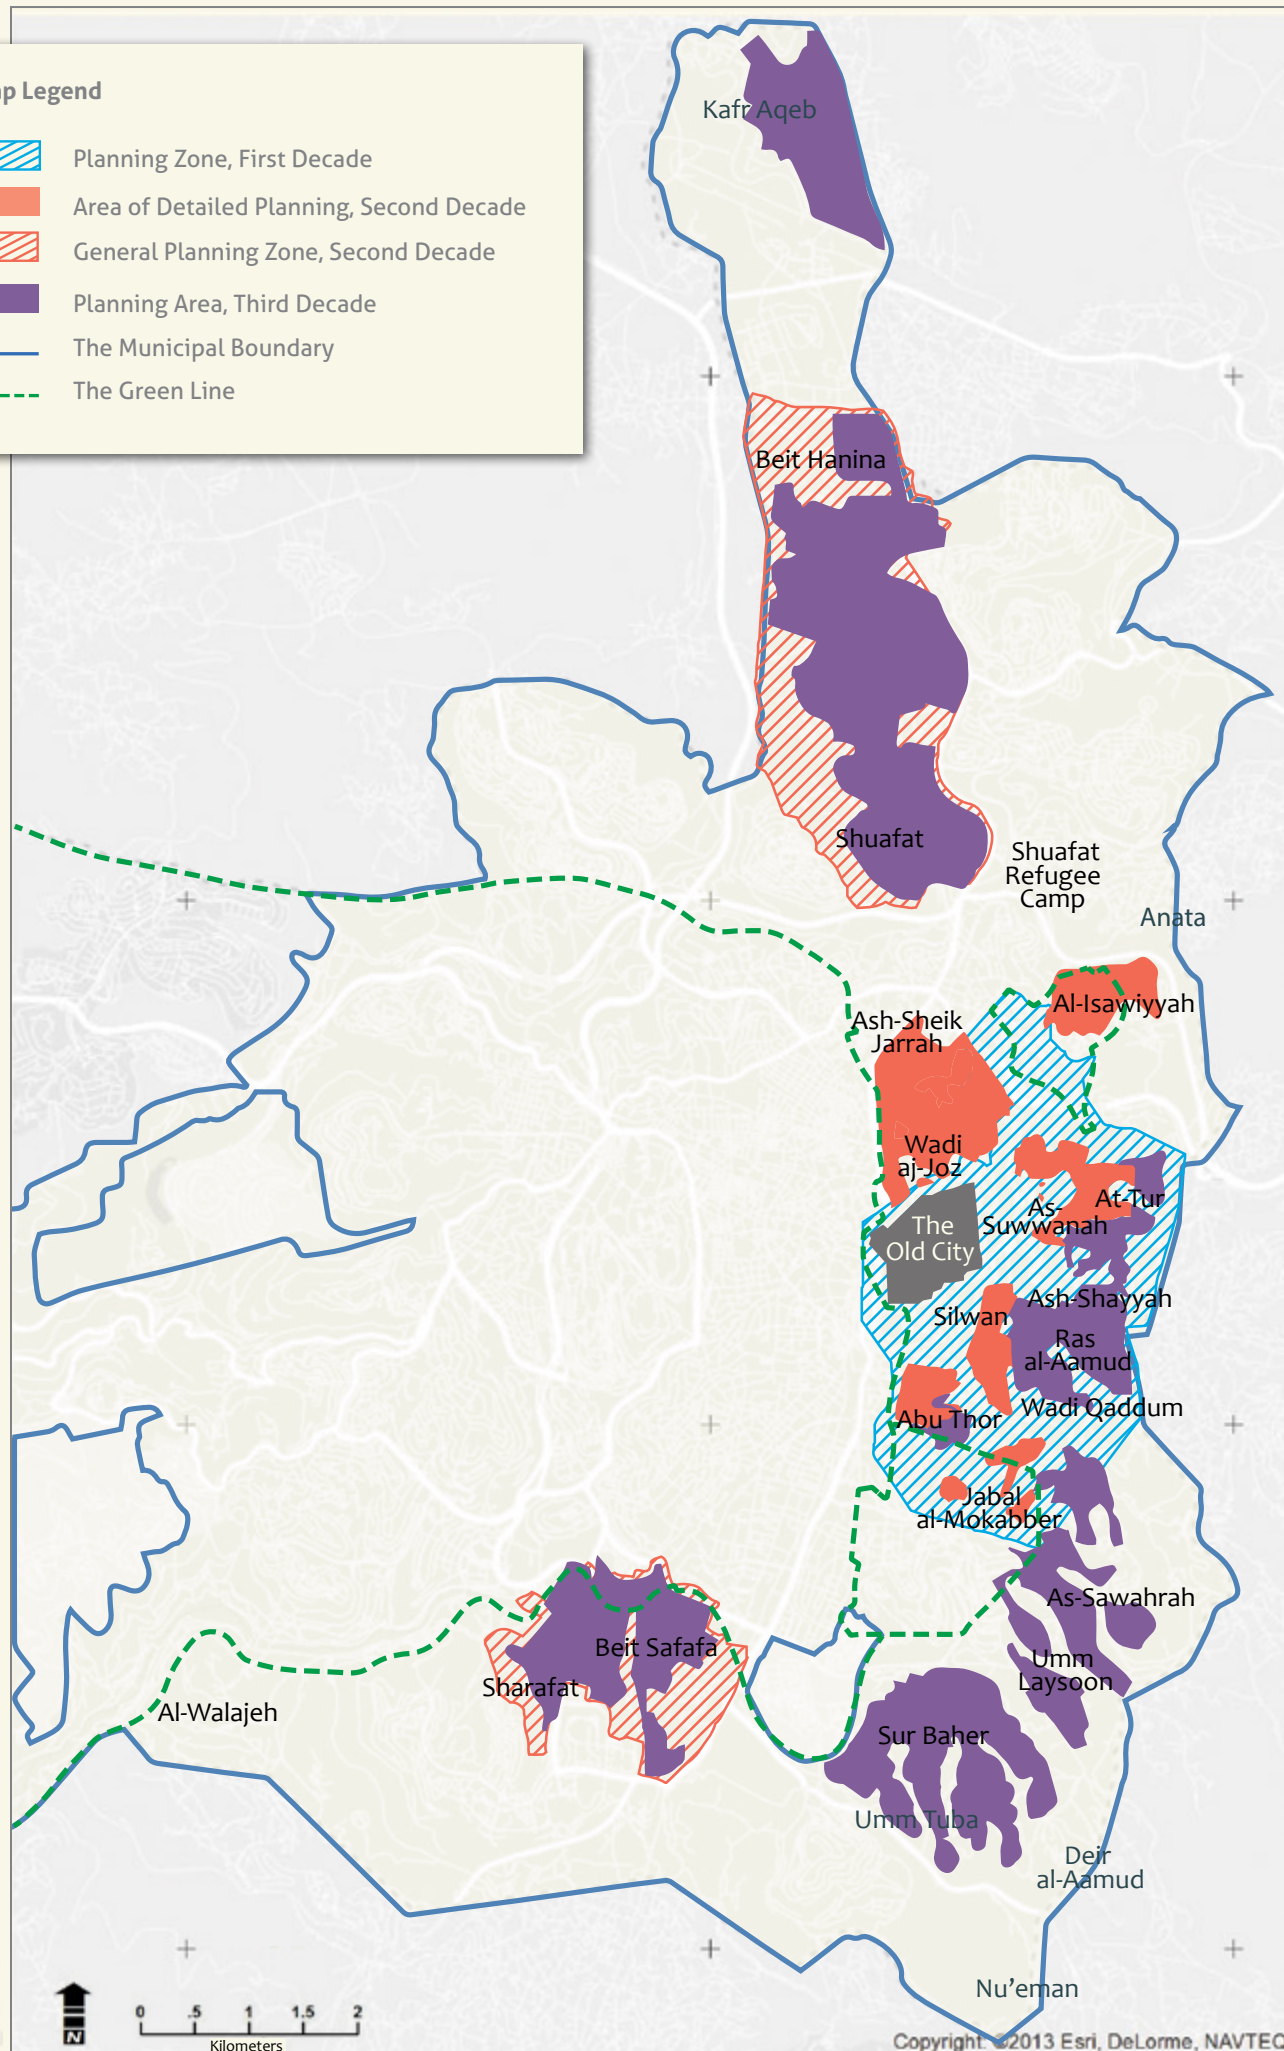 Legend
Planning Zone, First Decade
Area of Detailed Planning, Second Decade
General Planning Zone, Second Decade
Planning Area, Third Decade
The Municipal Boundary
The Green Line
Kafr Aqeb
Beit Hanina
Shuafat
Shuafat
Refugee
Camp
Anata
Al-Isawiyyah
Ash-Sheik
Jarrah
Wadi
aj-Joz
At-Tur
As-
Suwwanah
The
Old City
Ash-Shayyah
Silwan
Ras
al-Aamud
Wadi Qaddum
Abu Thor
Jabal
al-Mokabber
As-Sawahrah
Beit Safafa
Umm
Laysoon
Sharafat
Al-Walajeh
Sur Baher
Umm Tuba
Deir
al-Aamud
Nu'eman
N
0 .5 1 1.5 2
Kilometers
Copyright: ©2013 Esri, DeLorme, NAVTEQ